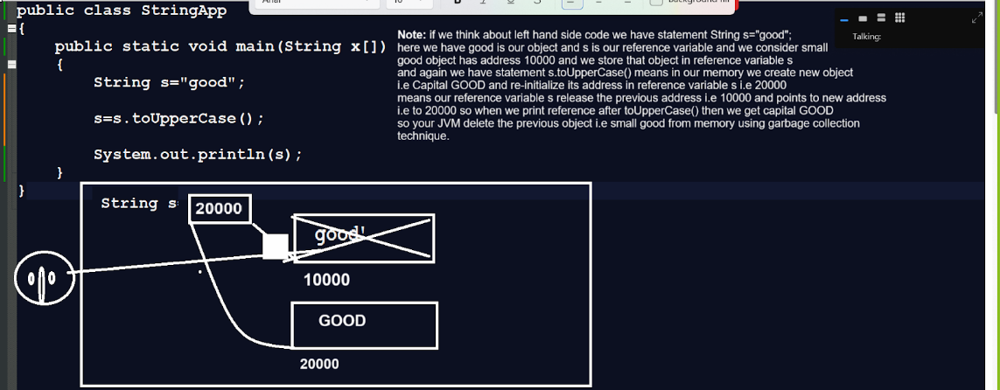 public class StringApp
{
public static void main(String x[])
{
String s="good";
s=s.toUpperCase();
System.out.println(s);
}
}
background fill
Talking:
Note: if we think about left hand side code we have statement String s="good";
here we have good is our object and s is our reference variable and we consider small
good object has address 10000 and we store that object in reference variable s
and again we have statement s.toUpperCase() means in our memory we create new object
i.e Capital GOOD and re-initialize its address in reference variable s i.e 20000
means our reference variable s release the previous address i.e 10000 and points to new address
i.e to 20000 so when we print reference after toUpperCase() then we get capital GOOD
so your JVM delete the previous object i.e small good from memory using garbage collection
technique.
String s
20000
good'
10000
GOOD
20000